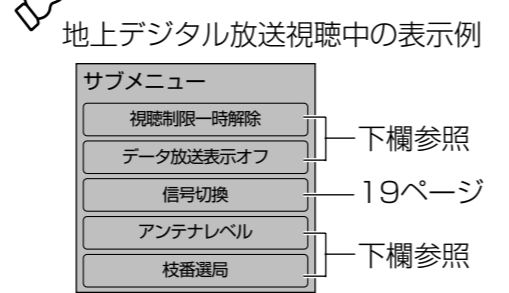 地上デジタル放送視聴中の表示例
サブメニュー
視聴制限一時解除
データ放送表示オフ
下欄参照
信号切換
19ページ
アンテナレベル
枝番選局
下欄参照